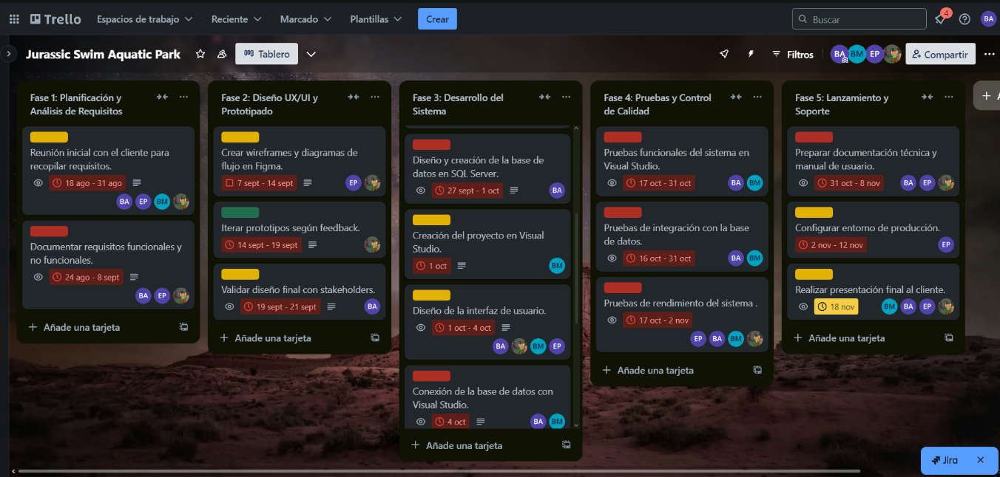 Trello
Espacios de trabajo
Reciente
Marcado
Plantillas
Crear
Buscar
4
BA
Jurassic Swim Aquatic Park
Tablero
Filtros
BA
BM
EP
Compartir
Fase 1: Planificación y
Análisis de Requisitos
Reunión inicial con el cliente para
recopilar requisitos.
18 ago - 31 ago
BA EP BM
Documentar requisitos funcionales y
no funcionales.
24 ago - 8 sept
BA EP
Añade una tarjeta
Fase 2: Diseño UX/UI y
Prototipado
Crear wireframes y diagramas de
flujo en Figma.
7 sept - 14 sept
EP
Iterar prototipos según feedback.
14 sept - 19 sept
Validar diseño final con stakeholders.
19 sept - 21 sept
BA
Añade una tarjeta
Fase 3: Desarrollo del
Sistema
Diseño y creación de la base de
datos en SQL Server.
27 sept - 1 oct
BA
Creación del proyecto en Visual
Studio.
1 oct
BM
Diseño de la interfaz de usuario.
1 oct - 4 oct
BA BM EP
Conexión de la base de datos con
Visual Studio.
4 oct
BA BM
Añade una tarjeta
Fase 4: Pruebas y Control
de Calidad
Pruebas funcionales del sistema en
Visual Studio.
17 oct - 31 oct
BA BM
Pruebas de integración con la base
de datos.
16 oct - 31 oct
BA BM
Pruebas de rendimiento del sistema .
17 oct - 2 nov
EP BA BM
Añade una tarjeta
Fase 5: Lanzamiento y
Soporte
Preparar documentación técnica y
manual de usuario.
31 oct - 8 nov
BA EP
Configurar entorno de producción.
2 nov - 12 nov
EP
Realizar presentación final al cliente.
18 nov
BM BA EP
Añade una tarjeta
Jira